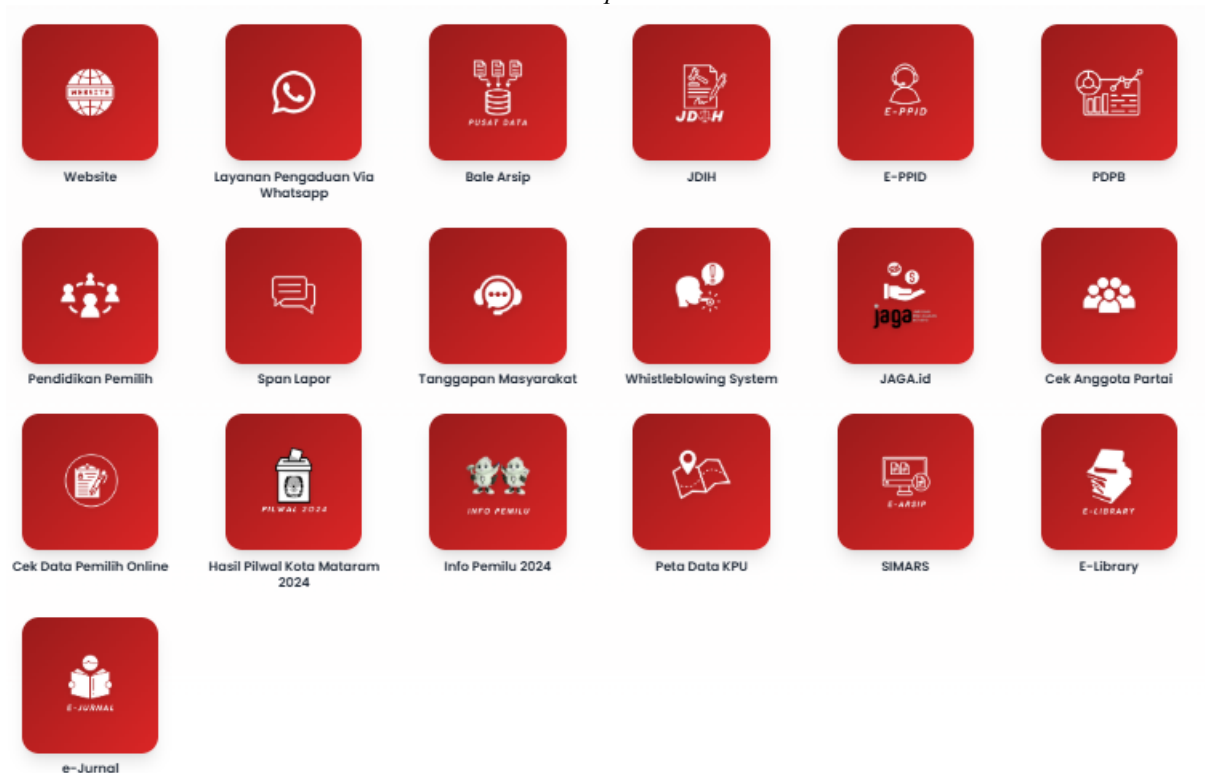 WEBSITE
PUSAT DATA
JDIH
E-PPID
Website
Layanan Pengaduan Via
Whatsapp
Bale Arsip
JDIH
E-PPID
PDPB
jaga
Pendidikan Pemilih
Span Lapor
Tanggapan Masyarakat
Whistleblowing System
JAGA.id
Cek Anggota Partai
PILWAL 2024
INFO PEMILU
E-ARSIP
E-LIBRARY
Cek Data Pemilih Online
Hasil Pilwal Kota Mataram
2024
Info Pemilu 2024
Peta Data KPU
SIMARS
E-Library
E-JURNAL
e-Jurnal